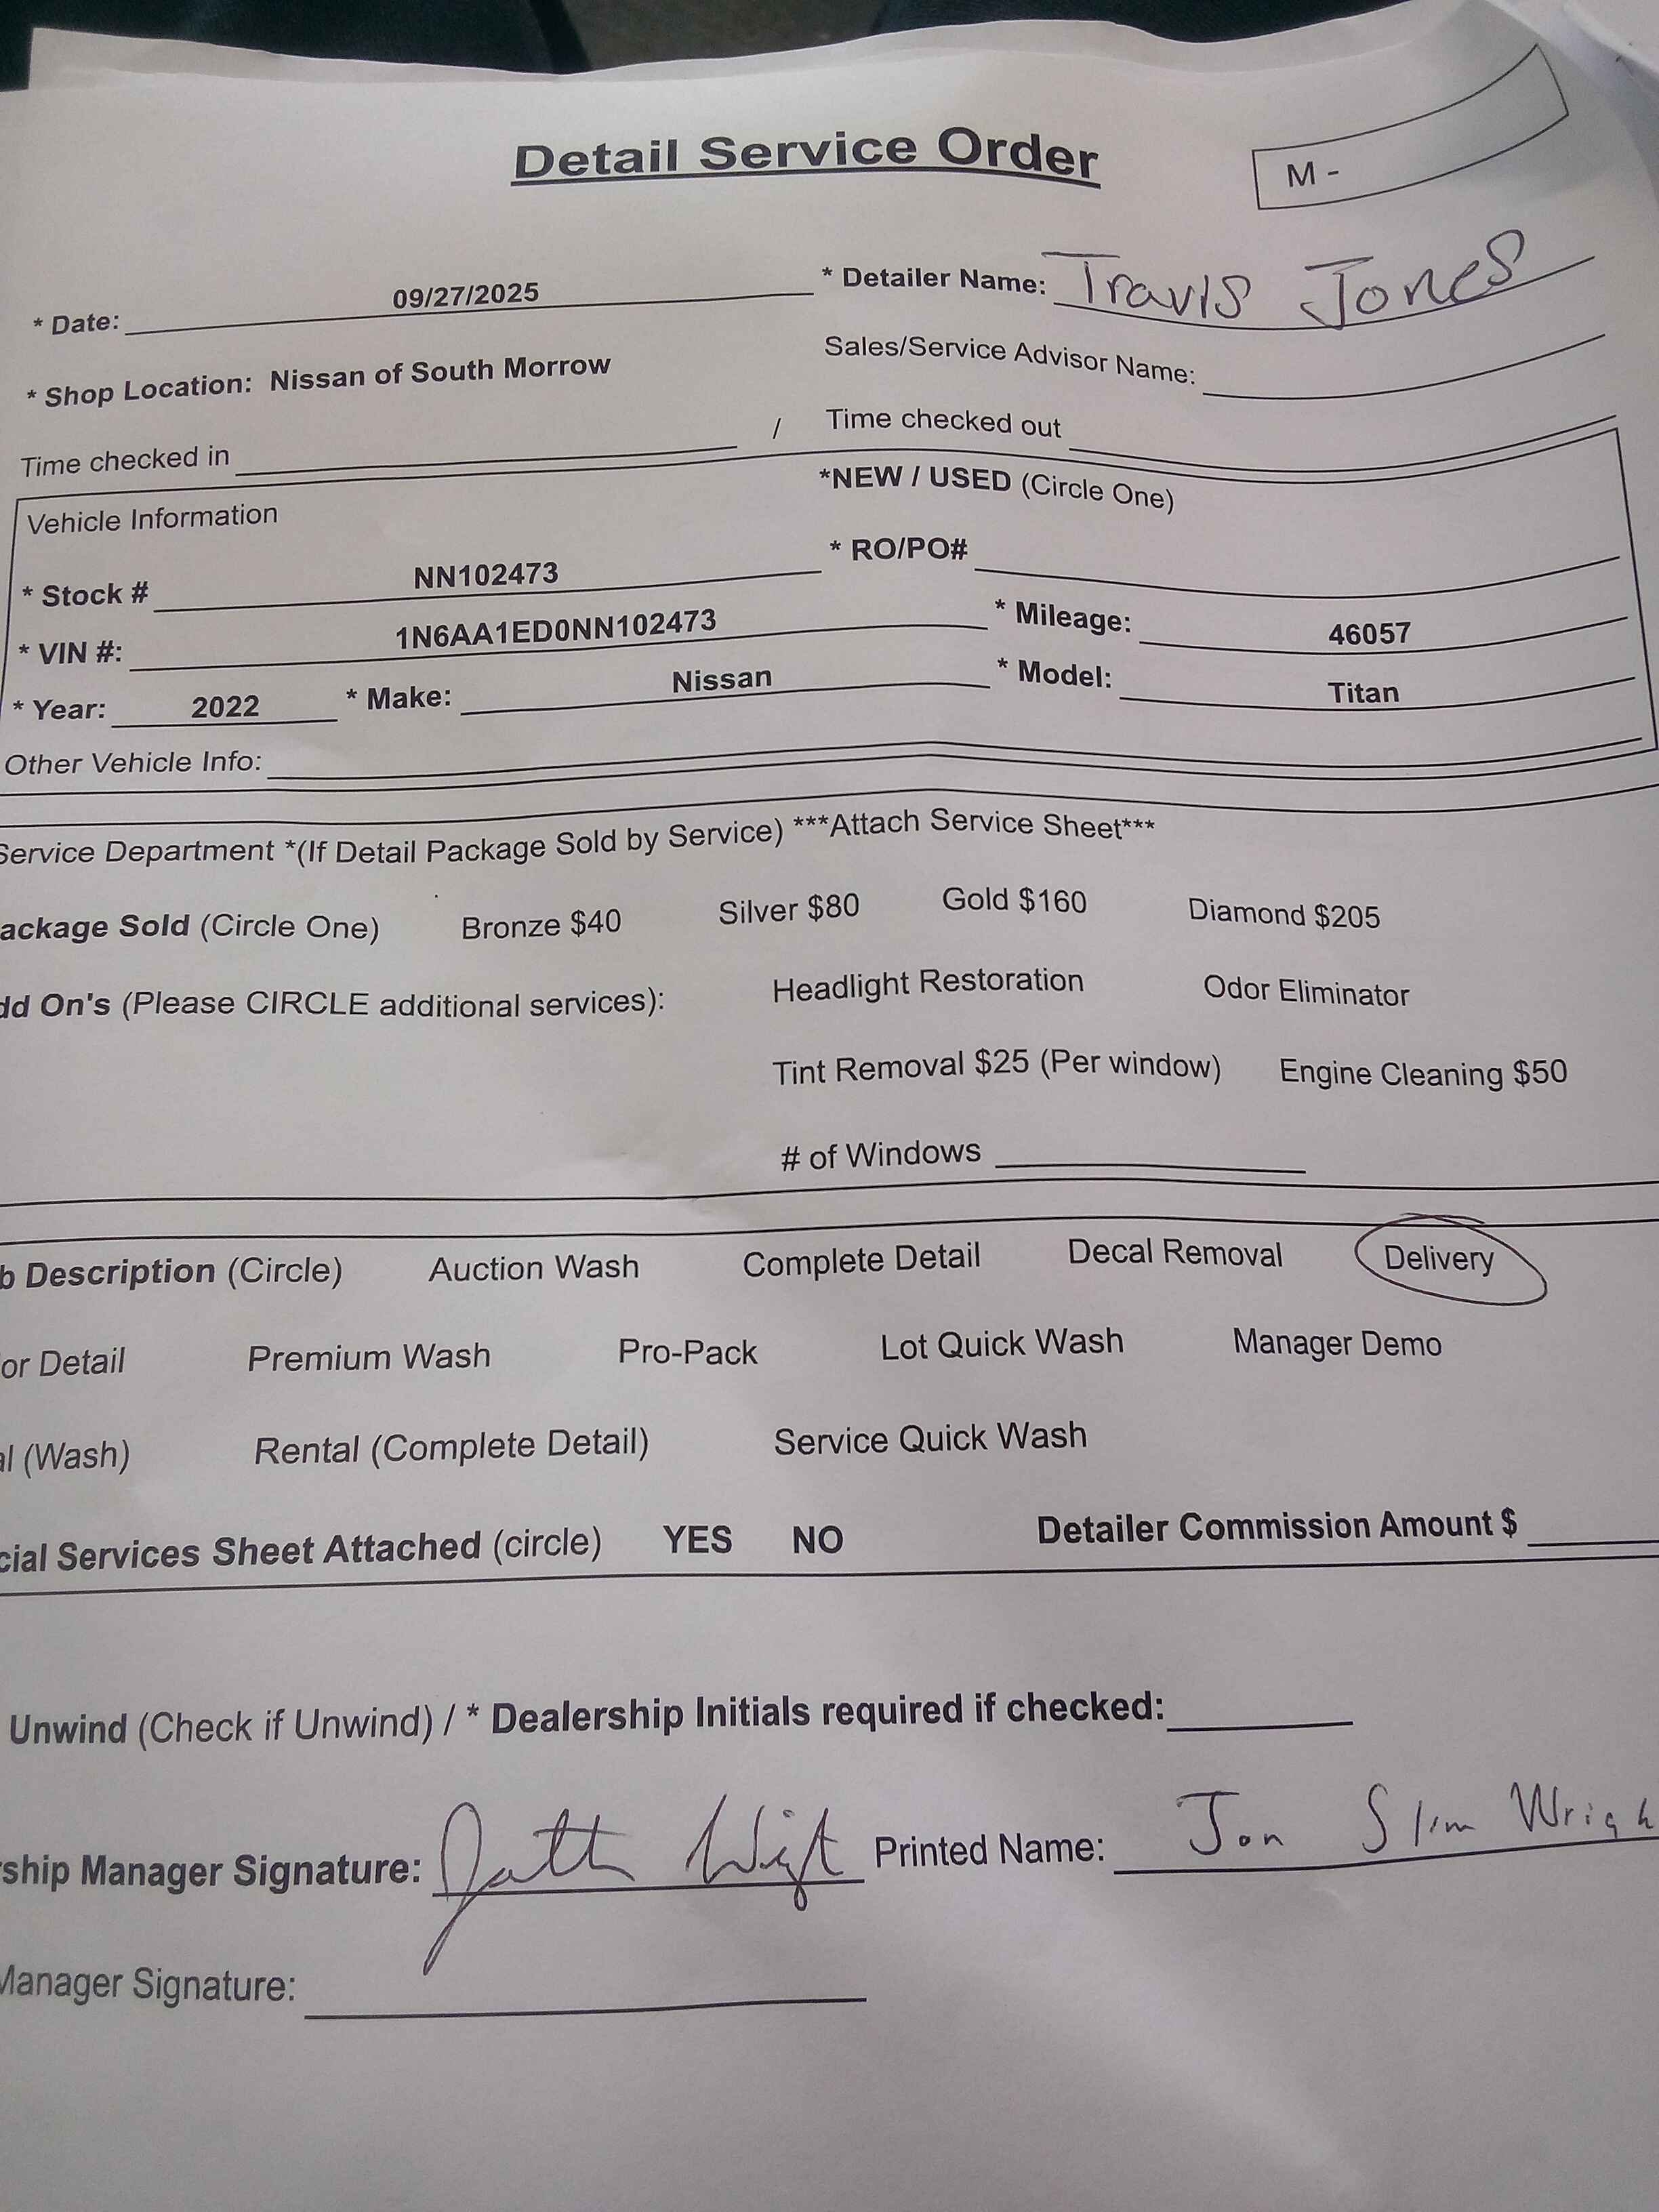 Detail Service Order
M -
* Date: 09/27/2025 * Detailer Name: Travis Jones
* Shop Location: Nissan of South Morrow Sales/Service Advisor Name:
Time checked in / Time checked out
Vehicle Information *NEW / USED (Circle One)
* Stock # NN102473 * RO/PO#
* VIN #: 1N6AA1ED0NN102473 * Mileage: 46057
* Year: 2022 * Make: Nissan * Model: Titan
Other Vehicle Info:
Service Department *(If Detail Package Sold by Service) ***Attach Service Sheet***
ackage Sold (Circle One) Bronze $40 Silver $80 Gold $160 Diamond $205
dd On's (Please CIRCLE additional services): Headlight Restoration Odor Eliminator
Tint Removal $25 (Per window) Engine Cleaning $50
# of Windows
b Description (Circle) Auction Wash Complete Detail Decal Removal Delivery
or Detail Premium Wash Pro-Pack Lot Quick Wash Manager Demo
al (Wash) Rental (Complete Detail) Service Quick Wash
cial Services Sheet Attached (circle) YES NO Detailer Commission Amount $
Unwind (Check if Unwind) / * Dealership Initials required if checked:
ship Manager Signature: Printed Name: Jon Slim Wrigh
Manager Signature: